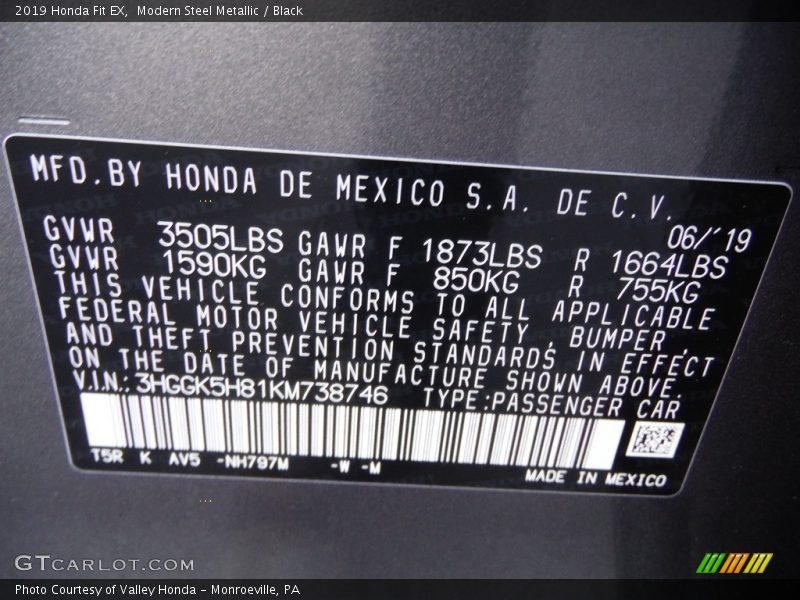 2019 Honda Fit EX,  Modern Steel Metallic / Black
MFD.BY HONDA DE MEXICO S.A. DE C.V.
06/'19
GVWR 3505LBS GAWR F 1873LBS R 1664LBS
GVWR 1590KG GAWR F 850KG R 755KG
THIS VEHICLE CONFORMS TO ALL APPLICABLE
FEDERAL MOTOR VEHICLE SAFETY, BUMPER,
AND THEFT PREVENTION STANDARDS IN EFFECT
ON THE DATE OF MANUFACTURE SHOWN ABOVE.
V.IN.: 3HGGK5H81KM738746 TYPE:PASSENGER CAR
T5R K AV5 -NH797M -W -M
MADE IN MEXICO
GTCARLOT.COM
Photo Courtesy of Valley Honda – Monroeville, PA